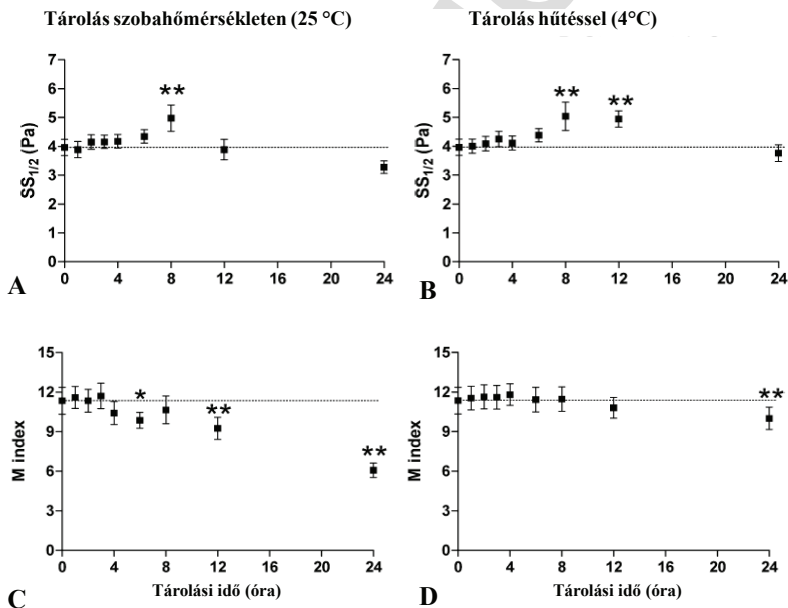 Tárolás szobahőmérsékleten (25 °C)
Tárolás hűtéssel (4°C)
7
6
5
4
3
2
1
0
SS1/2 (Pa)
**
0 4 8 12 16 20 24
A
7
6
5
4
3
2
1
0
SS1/2 (Pa)
**
**
0 4 8 12 16 20 24
B
15
12
9
6
3
0
M index
*
**
**
0 4 8 12 16 20 24
Tárolási idő (óra)
C
15
12
9
6
3
0
M index
**
0 4 8 12 16 20 24
Tárolási idő (óra)
D